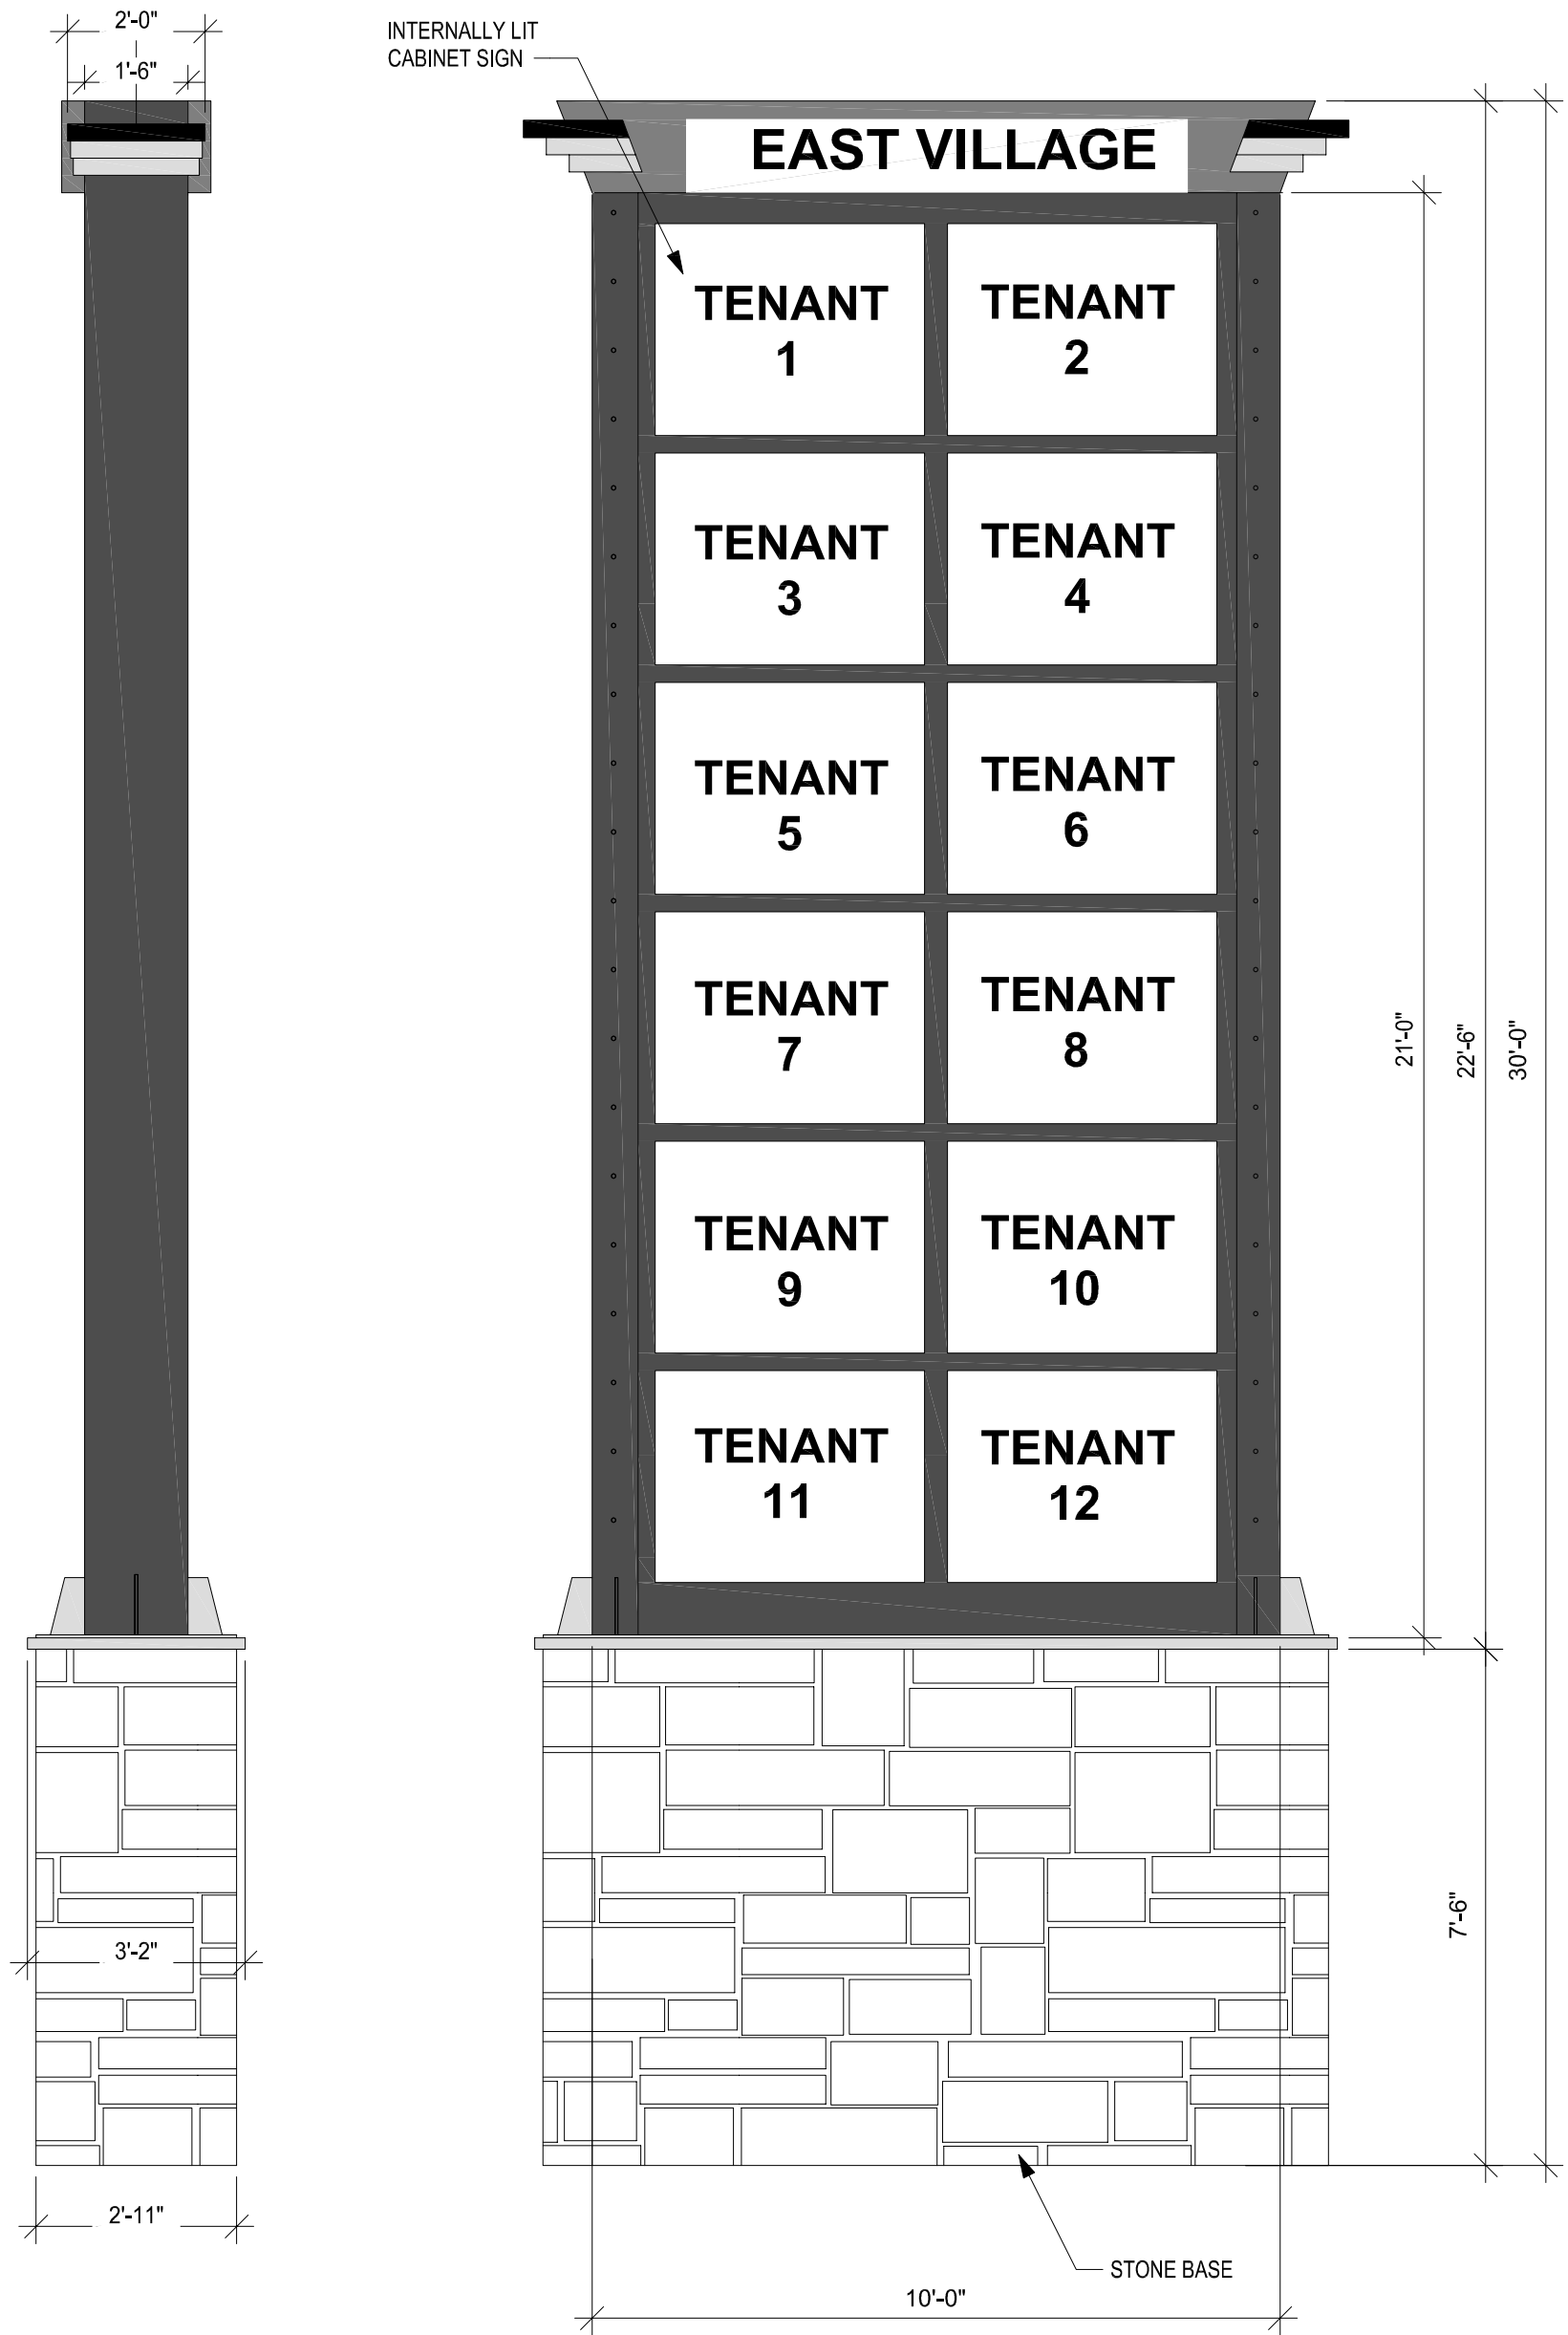 2'-0"
1'-6"
INTERNALLY LIT
CABINET SIGN
EAST VILLAGE
TENANT
1
TENANT
2
TENANT
3
TENANT
4
TENANT
5
TENANT
6
TENANT
7
TENANT
8
TENANT
9
TENANT
10
TENANT
11
TENANT
12
21'-0"
22'-6"
30'-0"
7'-6"
3'-2"
2'-11"
STONE BASE
10'-0"